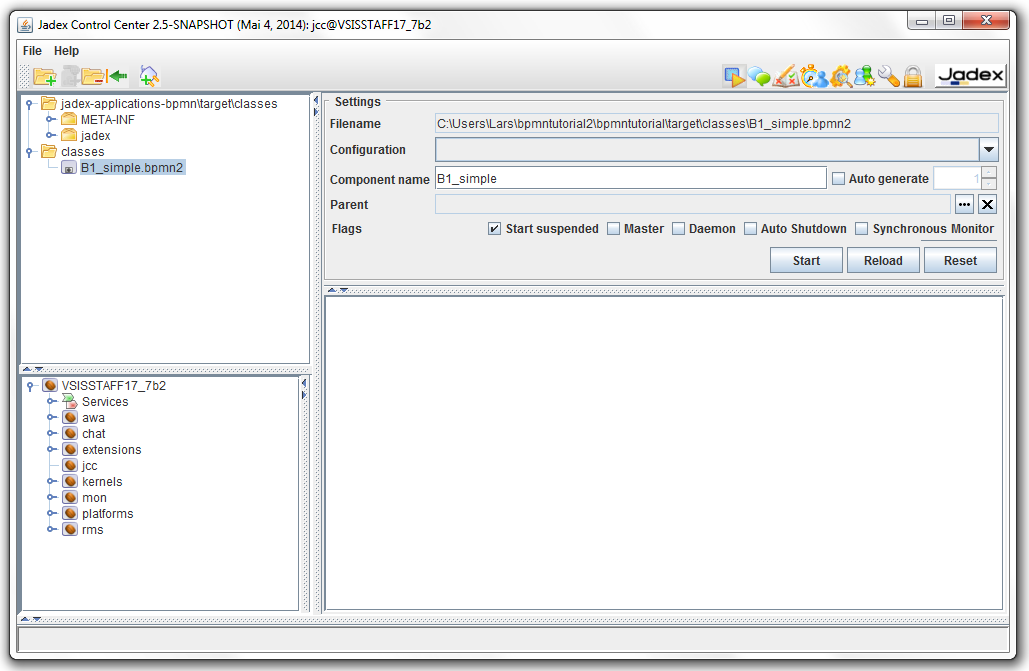 Jadex Control Center 2.5-SNAPSHOT (Mai 4, 2014): jcc@VSISSTAFF17_7b2
File Help
Jadex
jadex-applications-bpmn\target\classes
META-INF
jadex
classes
B1_simple.bpmn2
Settings
Filename C:\Users\Lars\bpmntutorial2\bpmntutorial\target\classes\B1_simple.bpmn2
Configuration
Component name B1_simple Auto generate 1
Parent ...
Flags Start suspended Master Daemon Auto Shutdown Synchronous Monitor
Start Reload Reset
VSISSTAFF17_7b2
Services
awa
chat
extensions
jcc
kernels
mon
platforms
rms